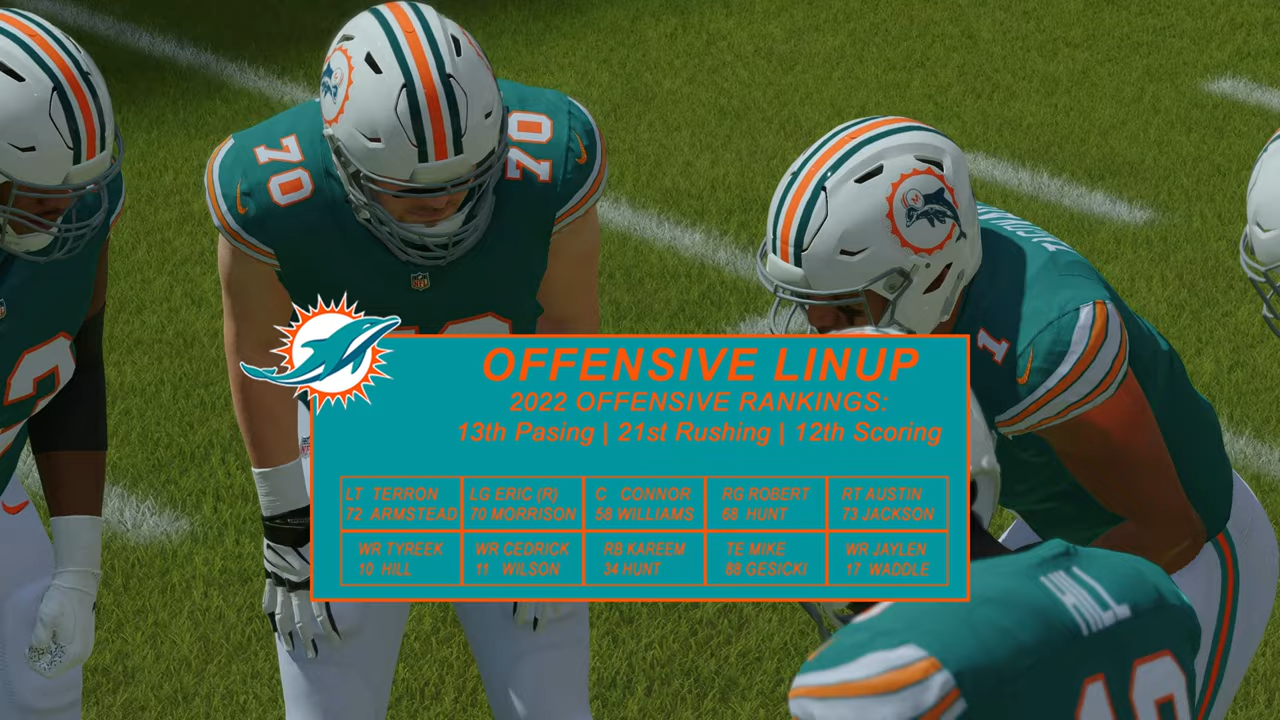 70
70
NFL
1
OFFENSIVE LINUP
2022 OFFENSIVE RANKINGS:
13th Pasing | 21st Rushing | 12th Scoring
LT TERRON
72 ARMSTEAD
LG ERIC (R)
70 MORRISON
C CONNOR
58 WILLIAMS
RG ROBERT
68 HUNT
RT AUSTIN
73 JACKSON
WR TYREEK
10 HILL
WR CEDRICK
11 WILSON
RB KAREEM
34 HUNT
TE MIKE
88 GESICKI
WR JAYLEN
17 WADDLE
HILL